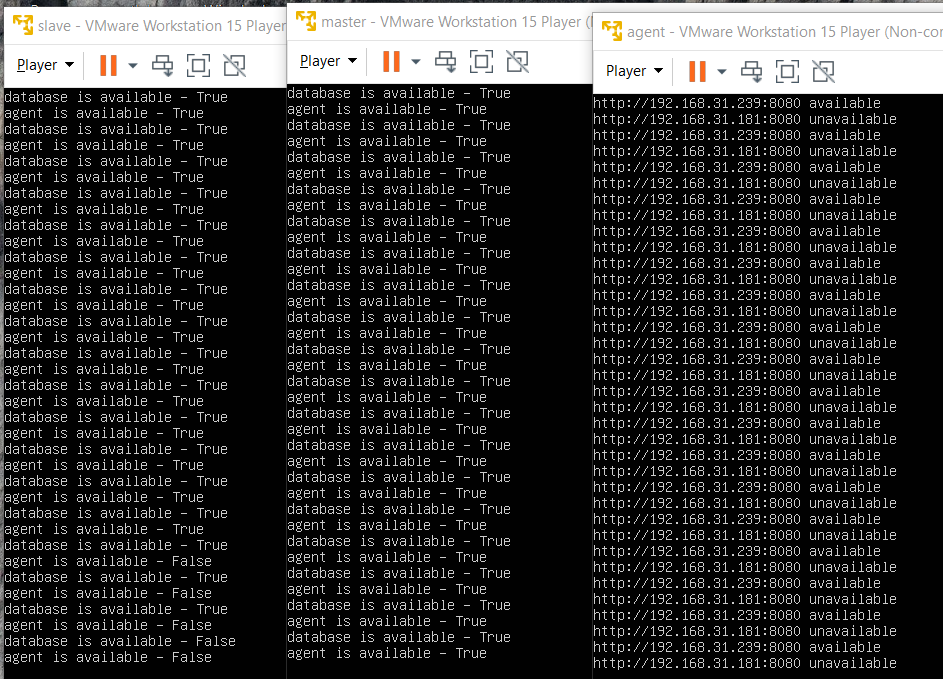 slave - VMware Workstation 15 Player
Player
database is available - True
agent is available - True
database is available - True
agent is available - True
database is available - True
agent is available - True
database is available - True
agent is available - True
database is available - True
agent is available - True
database is available - True
agent is available - True
database is available - True
agent is available - True
database is available - True
agent is available - True
database is available - True
agent is available - True
database is available - True
agent is available - True
database is available - True
agent is available - True
database is available - True
agent is available - True
database is available - True
agent is available - True
database is available - True
agent is available - True
database is available - True
agent is available - False
database is available - True
agent is available - False
database is available - True
agent is available - False
database is available - False
agent is available - False
master - VMware Workstation 15 Player (
Player
database is available - True
agent is available - True
database is available - True
agent is available - True
database is available - True
agent is available - True
database is available - True
agent is available - True
database is available - True
agent is available - True
database is available - True
agent is available - True
database is available - True
agent is available - True
database is available - True
agent is available - True
database is available - True
agent is available - True
database is available - True
agent is available - True
database is available - True
agent is available - True
database is available - True
agent is available - True
database is available - True
agent is available - True
database is available - True
agent is available - True
database is available - True
agent is available - True
database is available - True
agent is available - True
database is available - True
agent is available - True
database is available - True
agent is available - True
agent - VMware Workstation 15 Player (Non-cor
Player
http://192.168.31.239:8080 available
http://192.168.31.181:8080 unavailable
http://192.168.31.239:8080 available
http://192.168.31.181:8080 unavailable
http://192.168.31.239:8080 available
http://192.168.31.181:8080 unavailable
http://192.168.31.239:8080 available
http://192.168.31.181:8080 unavailable
http://192.168.31.239:8080 available
http://192.168.31.181:8080 unavailable
http://192.168.31.239:8080 available
http://192.168.31.181:8080 unavailable
http://192.168.31.239:8080 available
http://192.168.31.181:8080 unavailable
http://192.168.31.239:8080 available
http://192.168.31.181:8080 unavailable
http://192.168.31.239:8080 available
http://192.168.31.181:8080 unavailable
http://192.168.31.239:8080 available
http://192.168.31.181:8080 unavailable
http://192.168.31.239:8080 available
http://192.168.31.181:8080 unavailable
http://192.168.31.239:8080 available
http://192.168.31.181:8080 unavailable
http://192.168.31.239:8080 available
http://192.168.31.181:8080 unavailable
http://192.168.31.239:8080 available
http://192.168.31.181:8080 unavailable
http://192.168.31.239:8080 available
http://192.168.31.181:8080 unavailable
http://192.168.31.239:8080 available
http://192.168.31.181:8080 unavailable
http://192.168.31.239:8080 available
http://192.168.31.181:8080 unavailable
http://192.168.31.239:8080 unavailable
http://192.168.31.181:8080 unavailable